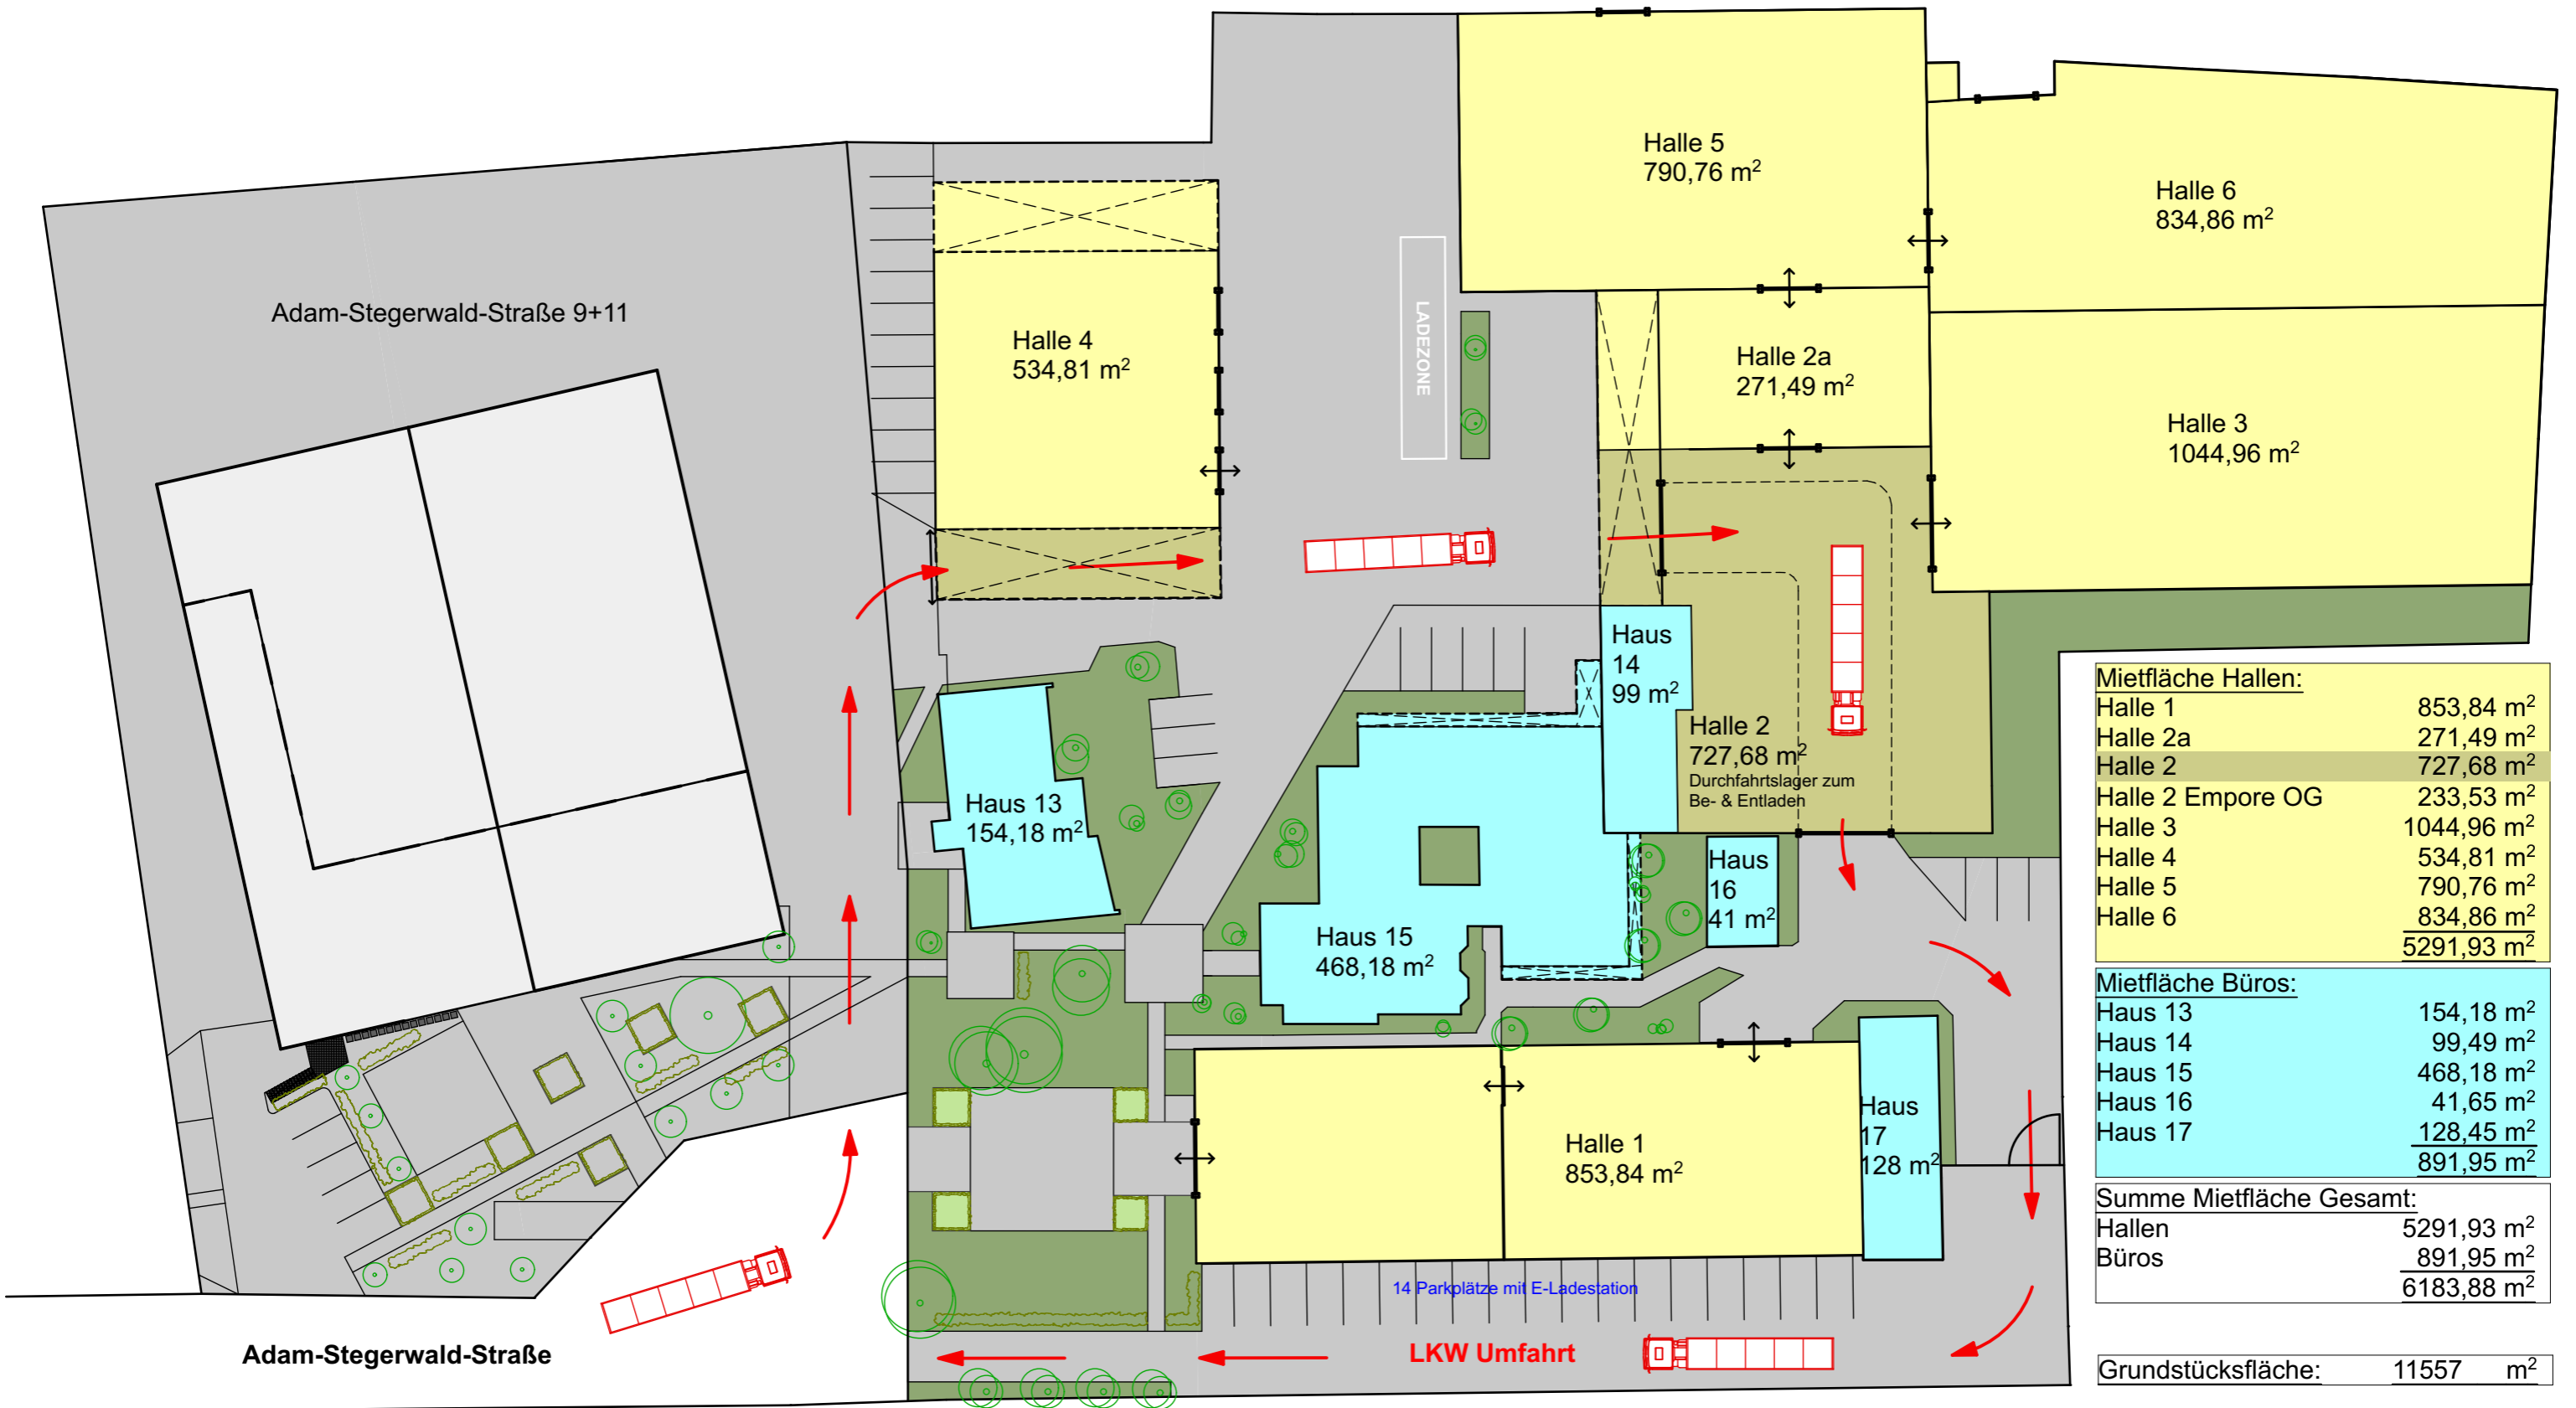 Halle 5
790,76 m²
Halle 6
834,86 m²
Adam-Stegerwald-Straße 9+11
Halle 4
534,81 m²
LADEZONE
Halle 2a
271,49 m²
Halle 3
1044,96 m²
Haus
14
99 m²
Halle 2
727,68 m²
Durchfahrtslager zum
Be- & Entladen
Haus 13
154,18 m²
Haus
16
41 m²
Haus 15
468,18 m²
Halle 1
853,84 m²
Haus
17
128 m²
14 Parkplätze mit E-Ladestation
LKW Umfahrt
Adam-Stegerwald-Straße
Mietfläche Hallen:
Halle 1 853,84 m²
Halle 2a 271,49 m²
Halle 2 727,68 m²
Halle 2 Empore OG 233,53 m²
Halle 3 1044,96 m²
Halle 4 534,81 m²
Halle 5 790,76 m²
Halle 6 834,86 m²
5291,93 m²
Mietfläche Büros:
Haus 13 154,18 m²
Haus 14 99,49 m²
Haus 15 468,18 m²
Haus 16 41,65 m²
Haus 17 128,45 m²
891,95 m²
Summe Mietfläche Gesamt:
Hallen 5291,93 m²
Büros 891,95 m²
6183,88 m²
Grundstücksfläche: 11557 m²